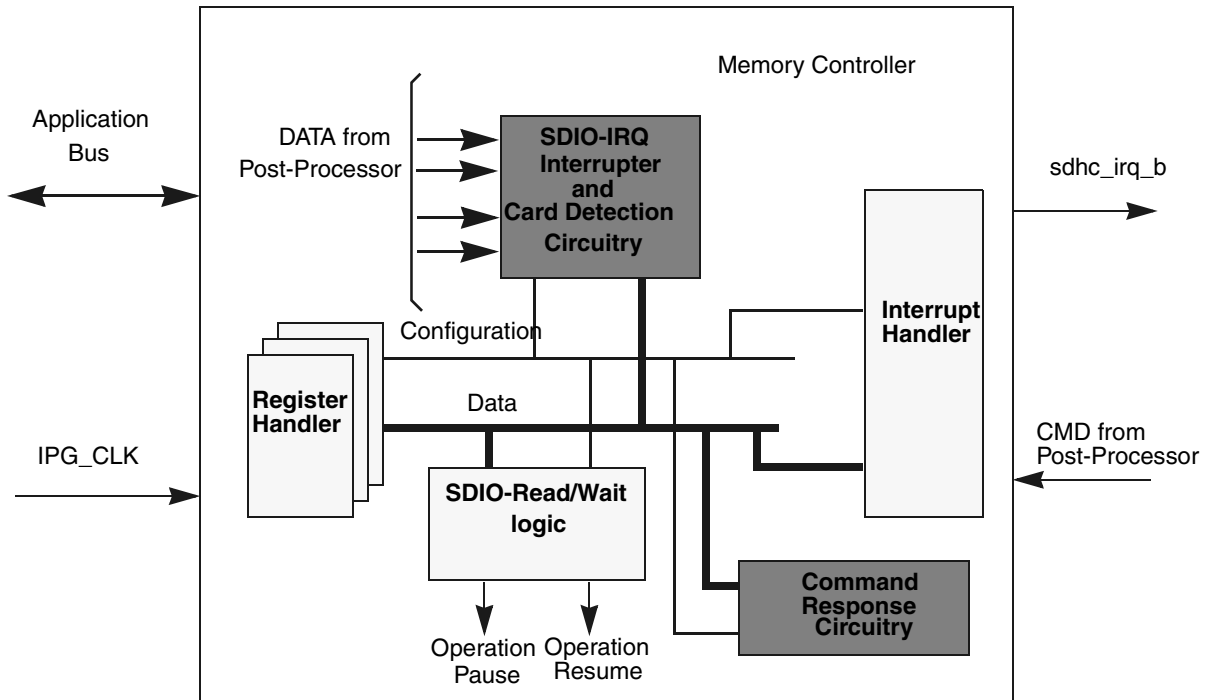 Memory Controller
Application
Bus
DATA from
Post-Processor
SDIO-IRQ
Interrupter
and
Card Detection
Circuitry
sdhc_irq_b
Configuration
Interrupt
Handler
Register
Handler
Data
IPG_CLK
CMD from
Post-Processor
SDIO-Read/Wait
logic
Command
Response
Circuitry
Operation
Pause
Operation
Resume